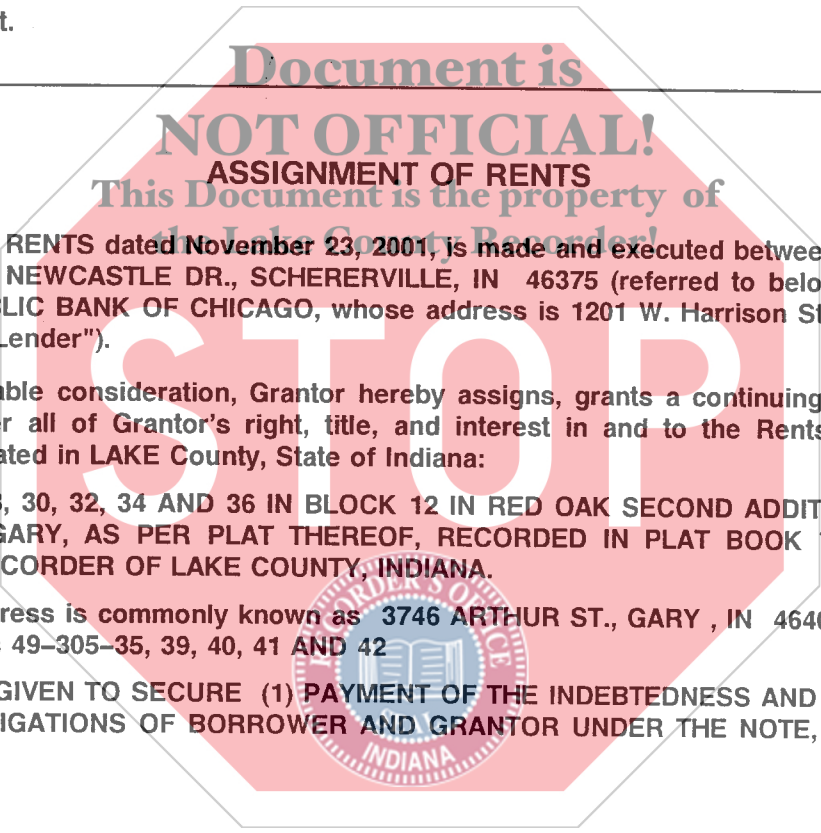 t.
Document is
NOT OFFICIAL!
ASSIGNMENT OF RENTS
This Document is the property of
the Lake County Recorder!
RENTS dated November 23, 2001, is made and executed betwee
NEWCASTLE DR., SCHERERVILLE, IN 46375 (referred to belo
LIC BANK OF CHICAGO, whose address is 1201 W. Harrison St
Lender").
STOP
able consideration, Grantor hereby assigns, grants a continuing
r all of Grantor's right, title, and interest in and to the Rents
ated in LAKE County, State of Indiana:
, 30, 32, 34 AND 36 IN BLOCK 12 IN RED OAK SECOND ADDIT
GARY, AS PER PLAT THEREOF, RECORDED IN PLAT BOOK
CORDER OF LAKE COUNTY, INDIANA.
ress is commonly known as 3746 ARTHUR ST., GARY , IN 4640
49-305-35, 39, 40, 41 AND 42
GIVEN TO SECURE (1) PAYMENT OF THE INDEBTEDNESS AND
IGATIONS OF BORROWER AND GRANTOR UNDER THE NOTE,
RECORDER'S OFFICE
INDIANA